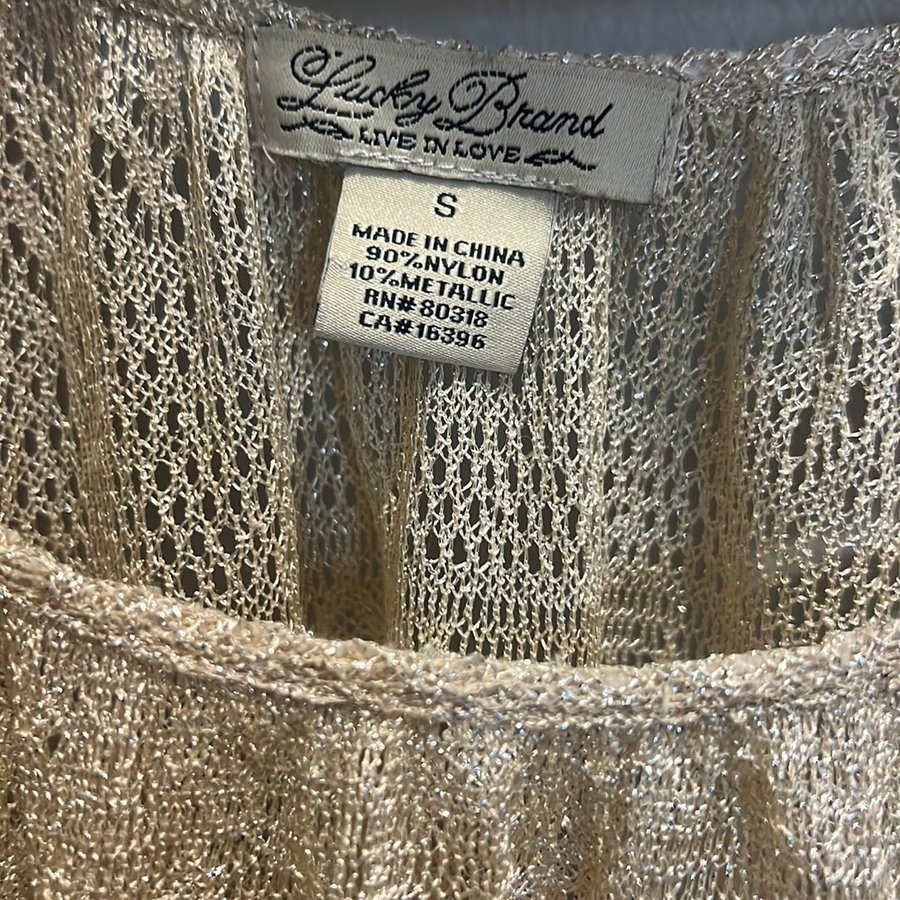 Lucky Brand
LIVE IN LOVE
S
MADE IN CHINA
90%NYLON
10%METALLIC
RN#80318
CA#16396